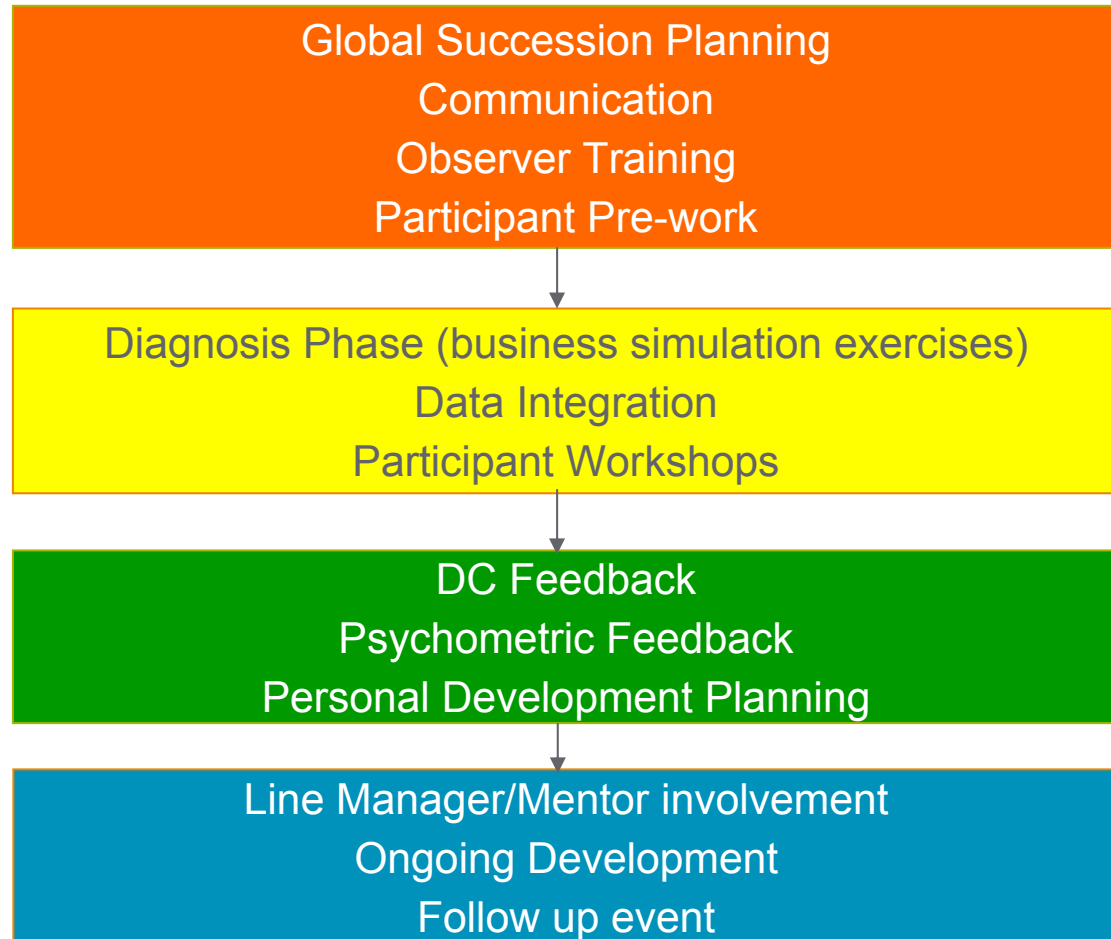 Global Succession Planning
Communication
Observer Training
Participant Pre-work
Diagnosis Phase (business simulation exercises)
Data Integration
Participant Workshops
DC Feedback
Psychometric Feedback
Personal Development Planning
Line Manager/Mentor involvement
Ongoing Development
Follow up event